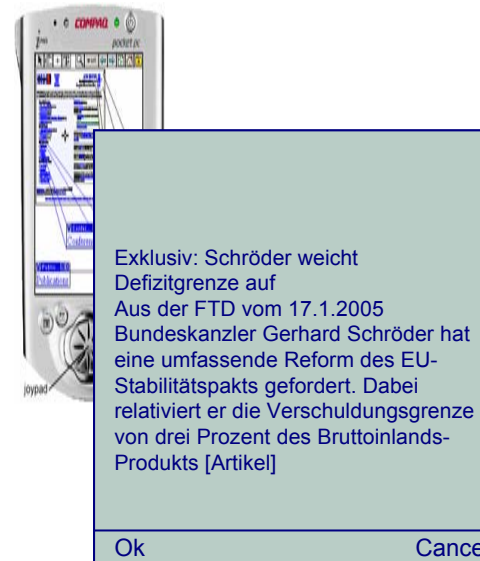 COMPAQ
pocket pc
joypad
Publications
Exklusiv: Schröder weicht
Defizitgrenze auf
Aus der FTD vom 17.1.2005
Bundeskanzler Gerhard Schröder hat
eine umfassende Reform des EU-
Stabilitätspakts gefordert. Dabei
relativiert er die Verschuldungsgrenze
von drei Prozent des Bruttoinlands-
Produkts [Artikel]
Ok Cance